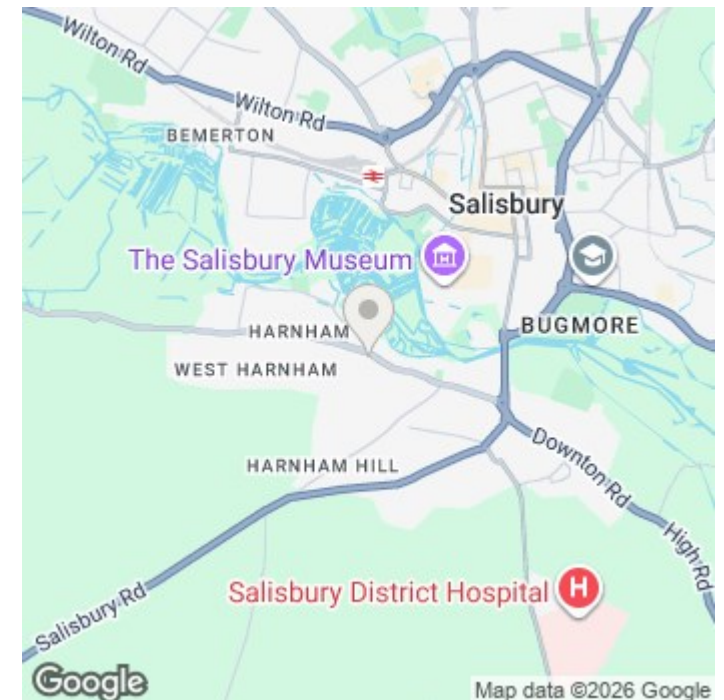 Wilton Rd
Wilton Rd
BEMERTON
Salisbury
The Salisbury Museum
HARNHAM
BUGMORE
WEST HARNHAM
HARNHAM HILL
Downton Rd
High Rd
Salisbury District Hospital
H
Salisbury Rd
Google
Map data ©2026 Google